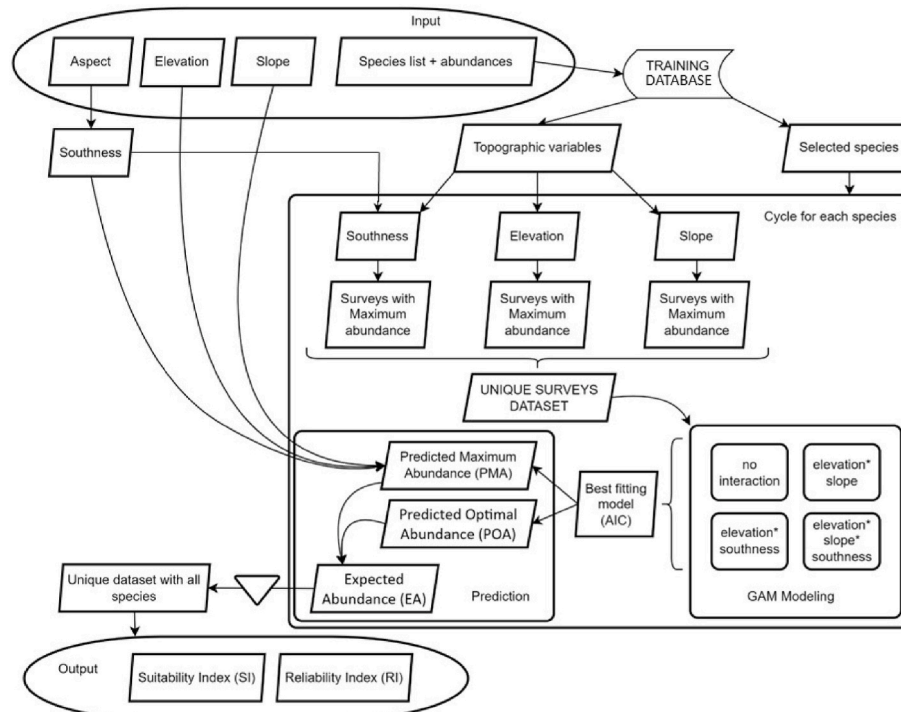 Input
Aspect
Elevation
Slope
Species list + abundances
TRAINING
DATABASE
Southness
Topographic variables
Selected species
Cycle for each species
Southness
Elevation
Slope
Surveys with
Maximum
abundance
Surveys with
Maximum
abundance
Surveys with
Maximum
abundance
UNIQUE SURVEYS
DATASET
Predicted Maximum
Abundance (PMA)
Predicted Optimal
Abundance (POA)
Expected
Abundance (EA)
Prediction
Best fitting
model
(AIC)
no
interaction
elevation*
slope
elevation*
southness
elevation*
slope*
southness
GAM Modeling
Unique dataset with all
species
Output
Suitability Index (SI)
Reliability Index (RI)